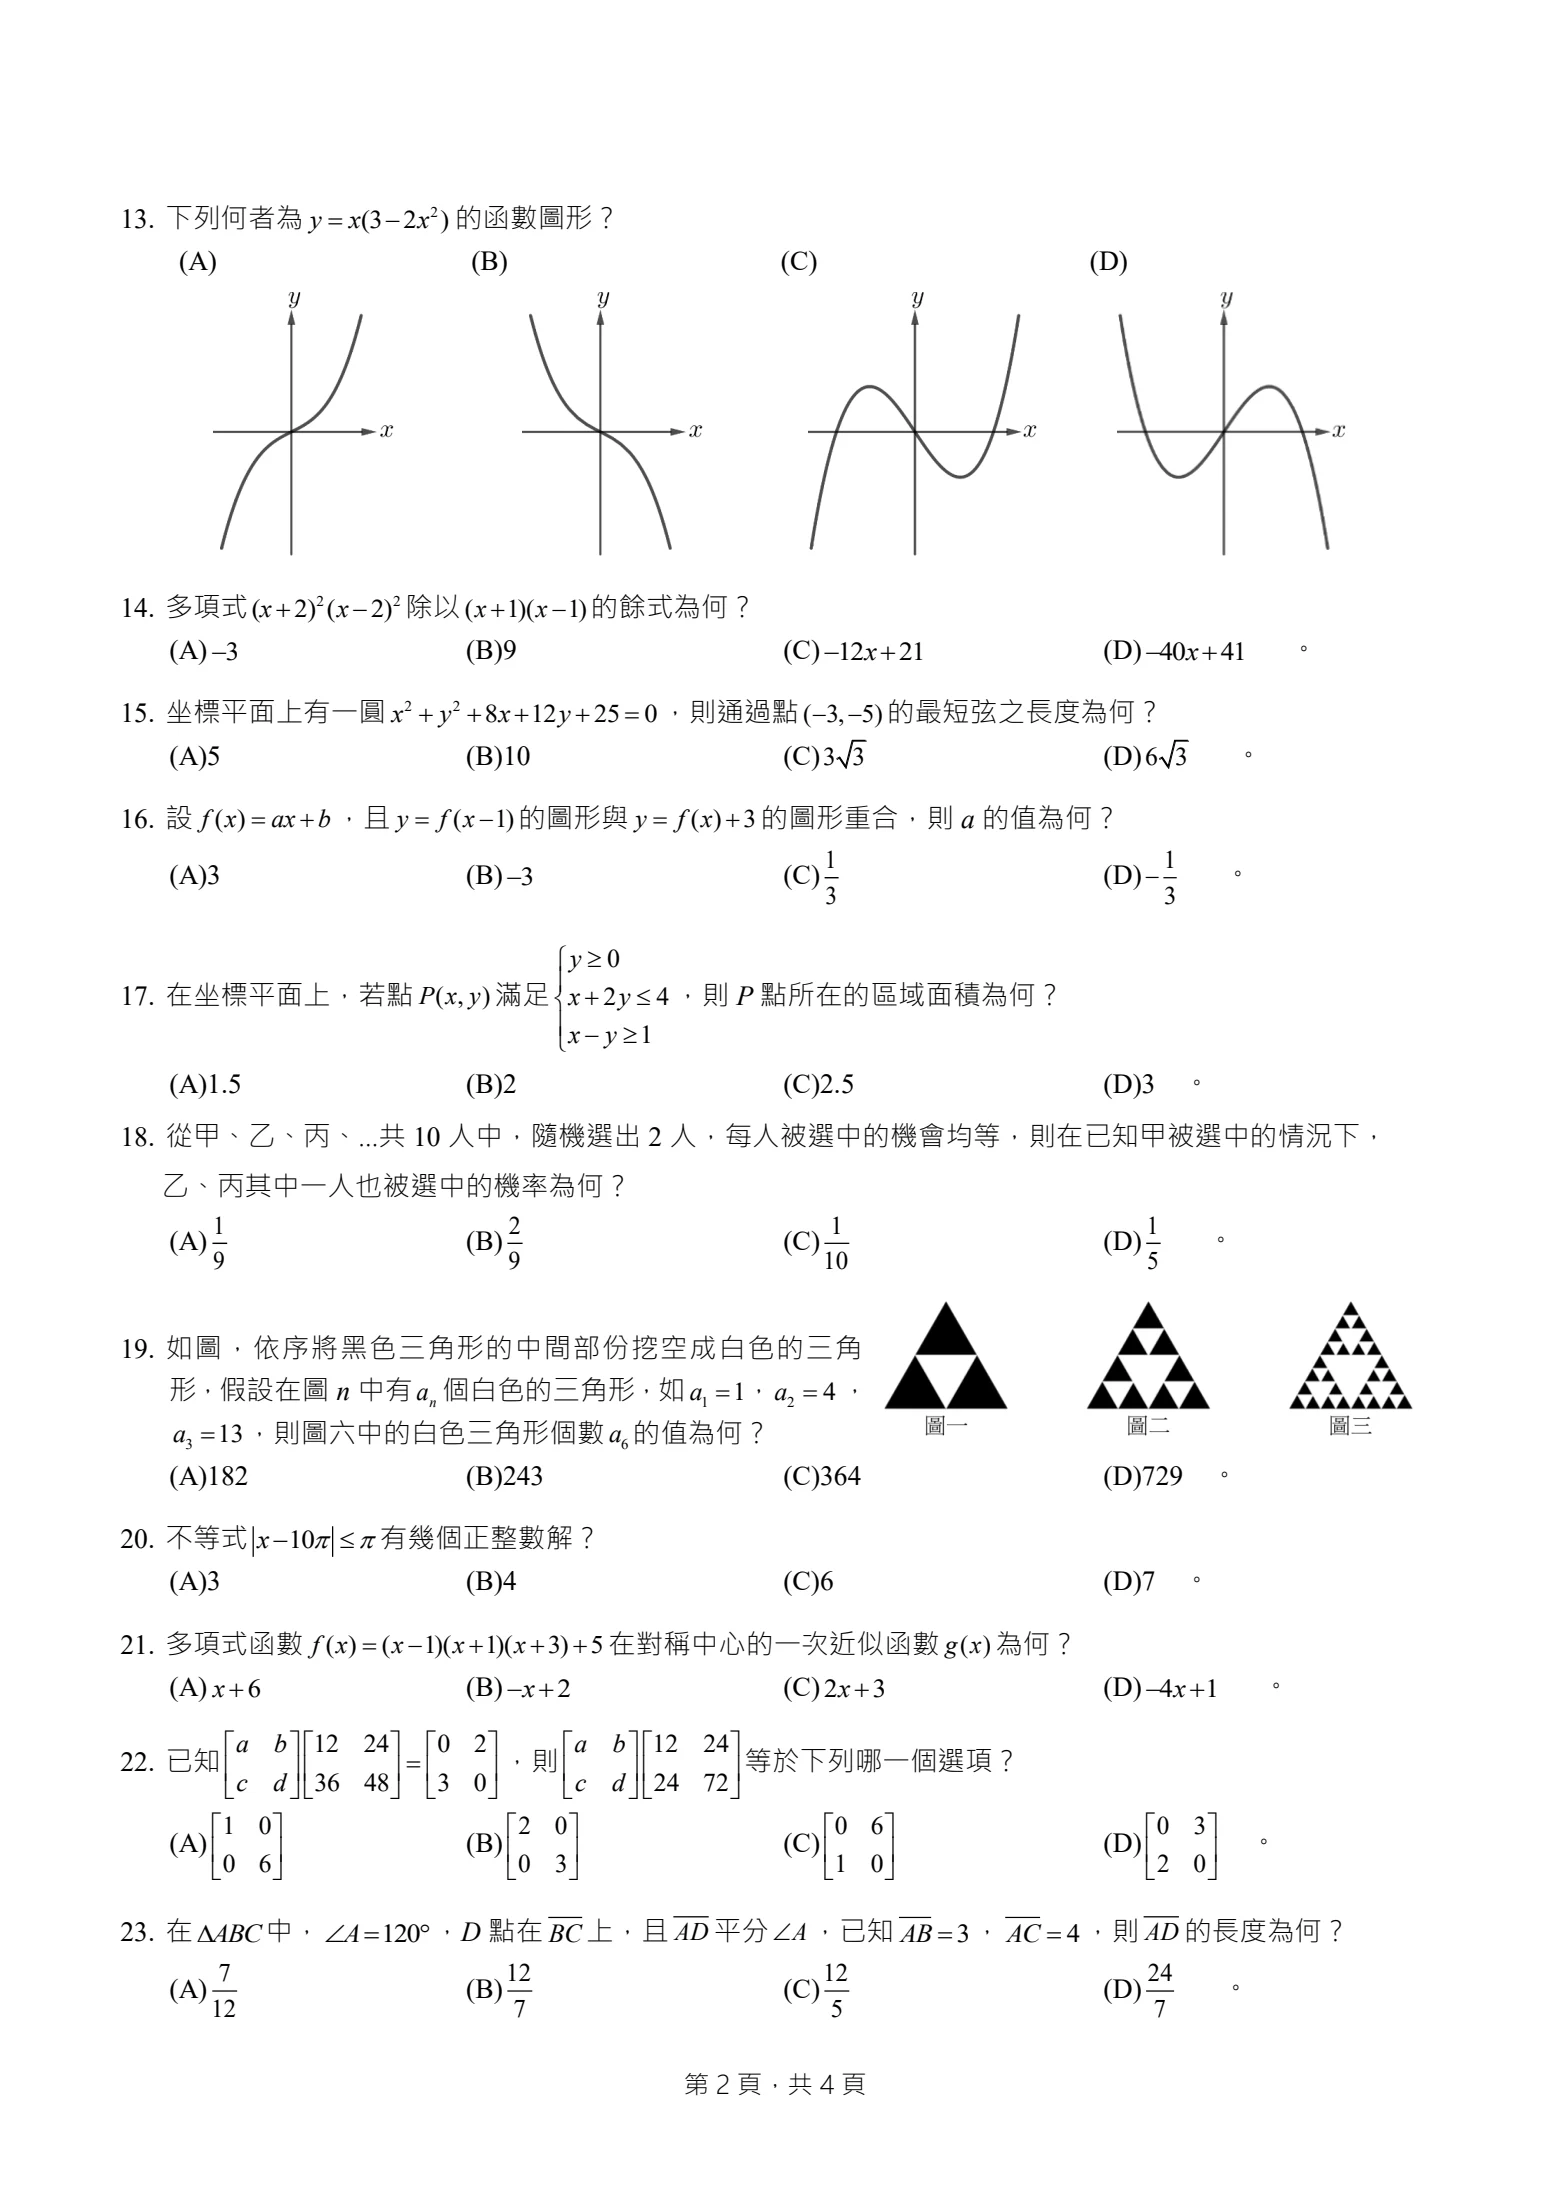 13. 下列何者為 y = x(3−2x²) 的函數圖形？
(A) (B) (C) (D)
y y y y
x x x x
14. 多項式 (x+2)²(x−2)² 除以 (x+1)(x−1) 的餘式為何？
(A) −3 (B)9 (C) −12x+21 (D) −40x+41 。
15. 坐標平面上有一圓 x² + y² +8x+12y+25=0，則通過點 (−3,−5) 的最短弦之長度為何？
(A)5 (B)10 (C) 3√3 (D) 6√3 。
16. 設 f(x) = ax+b，且 y = f(x−1) 的圖形與 y = f(x)+3 的圖形重合，則 a 的值為何？
(A)3 (B) −3 (C) 1/3 (D) −1/3 。
17. 在坐標平面上，若點 P(x, y) 滿足 { y ≥ 0
x+2y ≤ 4
x−y ≥ 1 ，則 P 點所在的區域面積為何？
(A)1.5 (B)2 (C)2.5 (D)3 。
18. 從甲、乙、丙、...共 10 人中，隨機選出 2 人，每人被選中的機會均等，則在已知甲被選中的情況下，
乙、丙其中一人也被選中的機率為何？
(A) 1/9 (B) 2/9 (C) 1/10 (D) 1/5 。
19. 如圖，依序將黑色三角形的中間部份挖空成白色的三角
形，假設在圖 n 中有 aₙ 個白色的三角形，如 a₁ =1，a₂ = 4，
a₃ =13，則圖六中的白色三角形個數 a₆ 的值為何？
圖一 圖二 圖三
(A)182 (B)243 (C)364 (D)729 。
20. 不等式 |x−10π| ≤ π 有幾個正整數解？
(A)3 (B)4 (C)6 (D)7 。
21. 多項式函數 f(x) = (x−1)(x+1)(x+3)+5 在對稱中心的一次近似函數 g(x) 為何？
(A) x+6 (B) −x+2 (C) 2x+3 (D) −4x+1 。
22. 已知 [a b; c d][12 24; 36 48] = [0 2; 3 0]，則 [a b; c d][12 24; 24 72] 等於下列哪一個選項？
(A) [1 0; 0 6] (B) [2 0; 0 3] (C) [0 6; 1 0] (D) [0 3; 2 0] 。
23. 在 ΔABC 中，∠A=120°，D 點在 BC 上，且 AD 平分 ∠A，已知 AB = 3，AC = 4，則 AD 的長度為何？
(A) 7/12 (B) 12/7 (C) 12/5 (D) 24/7 。
第 2 頁，共 4 頁